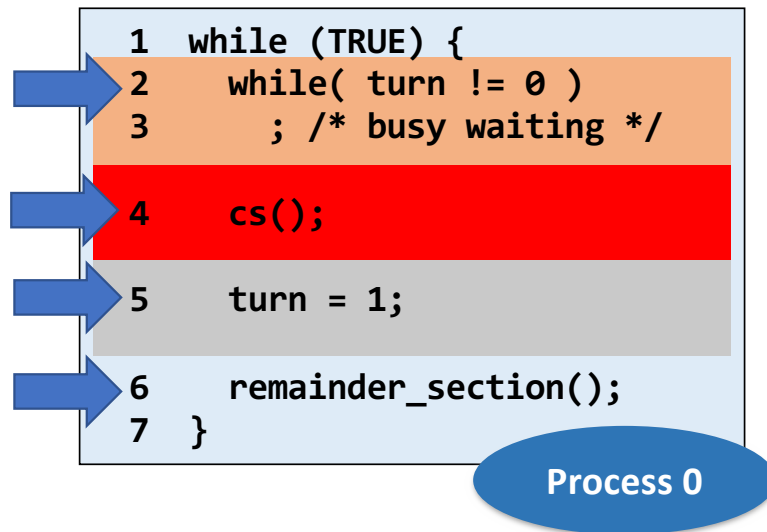 1 while (TRUE) {
2   while( turn != 0 )
3     ; /* busy waiting */
4   cs();
5   turn = 1;
6   remainder_section();
7 }
Process 0